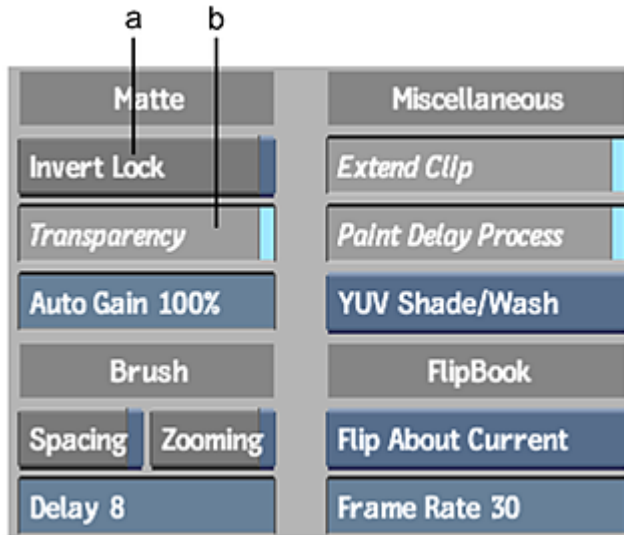 a b
Matte Miscellaneous
Invert Lock Extend Clip
Transparency Paint Delay Process
Auto Gain 100% YUV Shade/Wash
Brush FlipBook
Spacing Zooming Flip About Current
Delay 8 Frame Rate 30